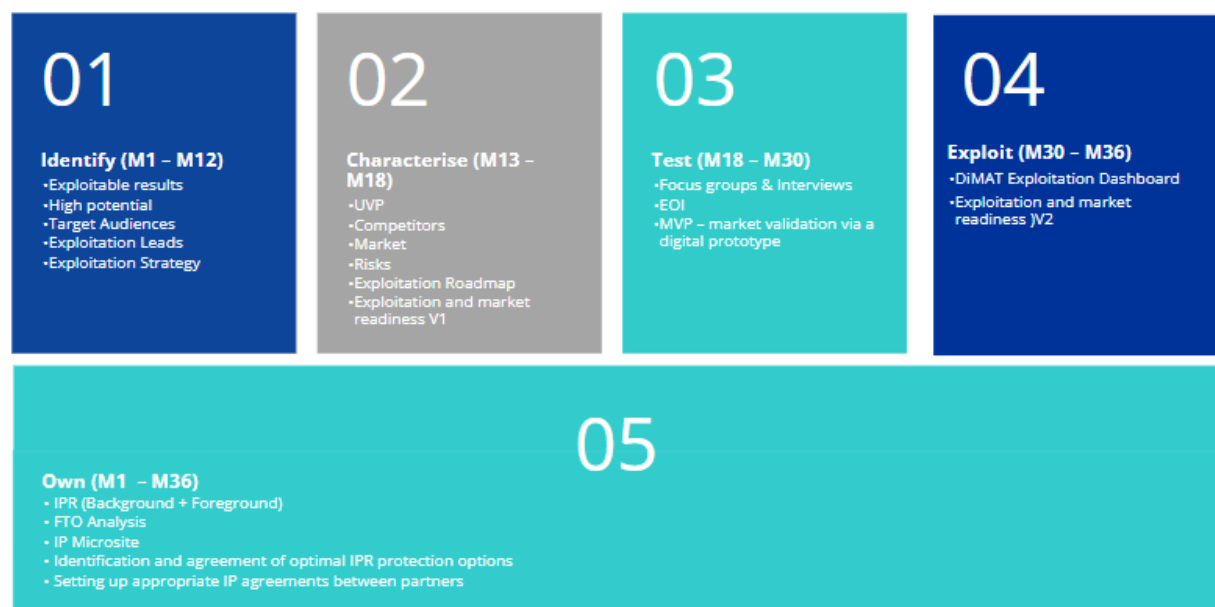 01
Identify (M1 – M12)
•Exploitable results
•High potential
•Target Audiences
•Exploitation Leads
•Exploitation Strategy
02
Characterise (M13 –
M18)
•UVP
•Competitors
•Market
•Risks
•Exploitation Roadmap
•Exploitation and market
readiness V1
03
Test (M18 – M30)
•Focus groups & Interviews
•EOI
•MVP – market validation via a
digital prototype
04
Exploit (M30 – M36)
•DiMAT Exploitation Dashboard
•Exploitation and market
readiness )V2
05
Own (M1 – M36)
• IPR (Background + Foreground)
• FTO Analysis
• IP Microsite
• Identification and agreement of optimal IPR protection options
• Setting up appropriate IP agreements between partners